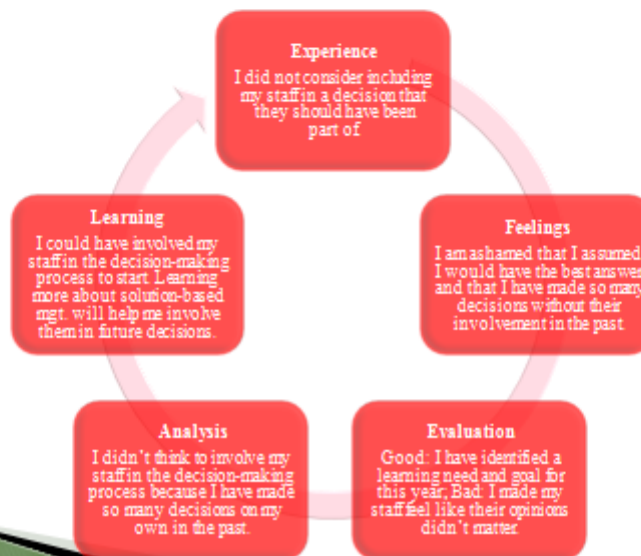 Experience
I did not consider including
my staff in a decision that
they should have been
part of.
Feelings
I am ashamed that I assumed
I would have the best answer
and that I have made so many
decisions without their
involvement in the past.
Evaluation
Good: I have identified a
learning need and goal for
this year; Bad: I made my
staff feel like their opinions
didn't matter.
Analysis
I didn't think to involve my
staff in the decision-making
process because I have made
so many decisions on my
own in the past.
Learning
I could have involved my
staff in the decision-making
process to start. Learning
more about solution-based
mgt. will help me involve
them in future decisions.